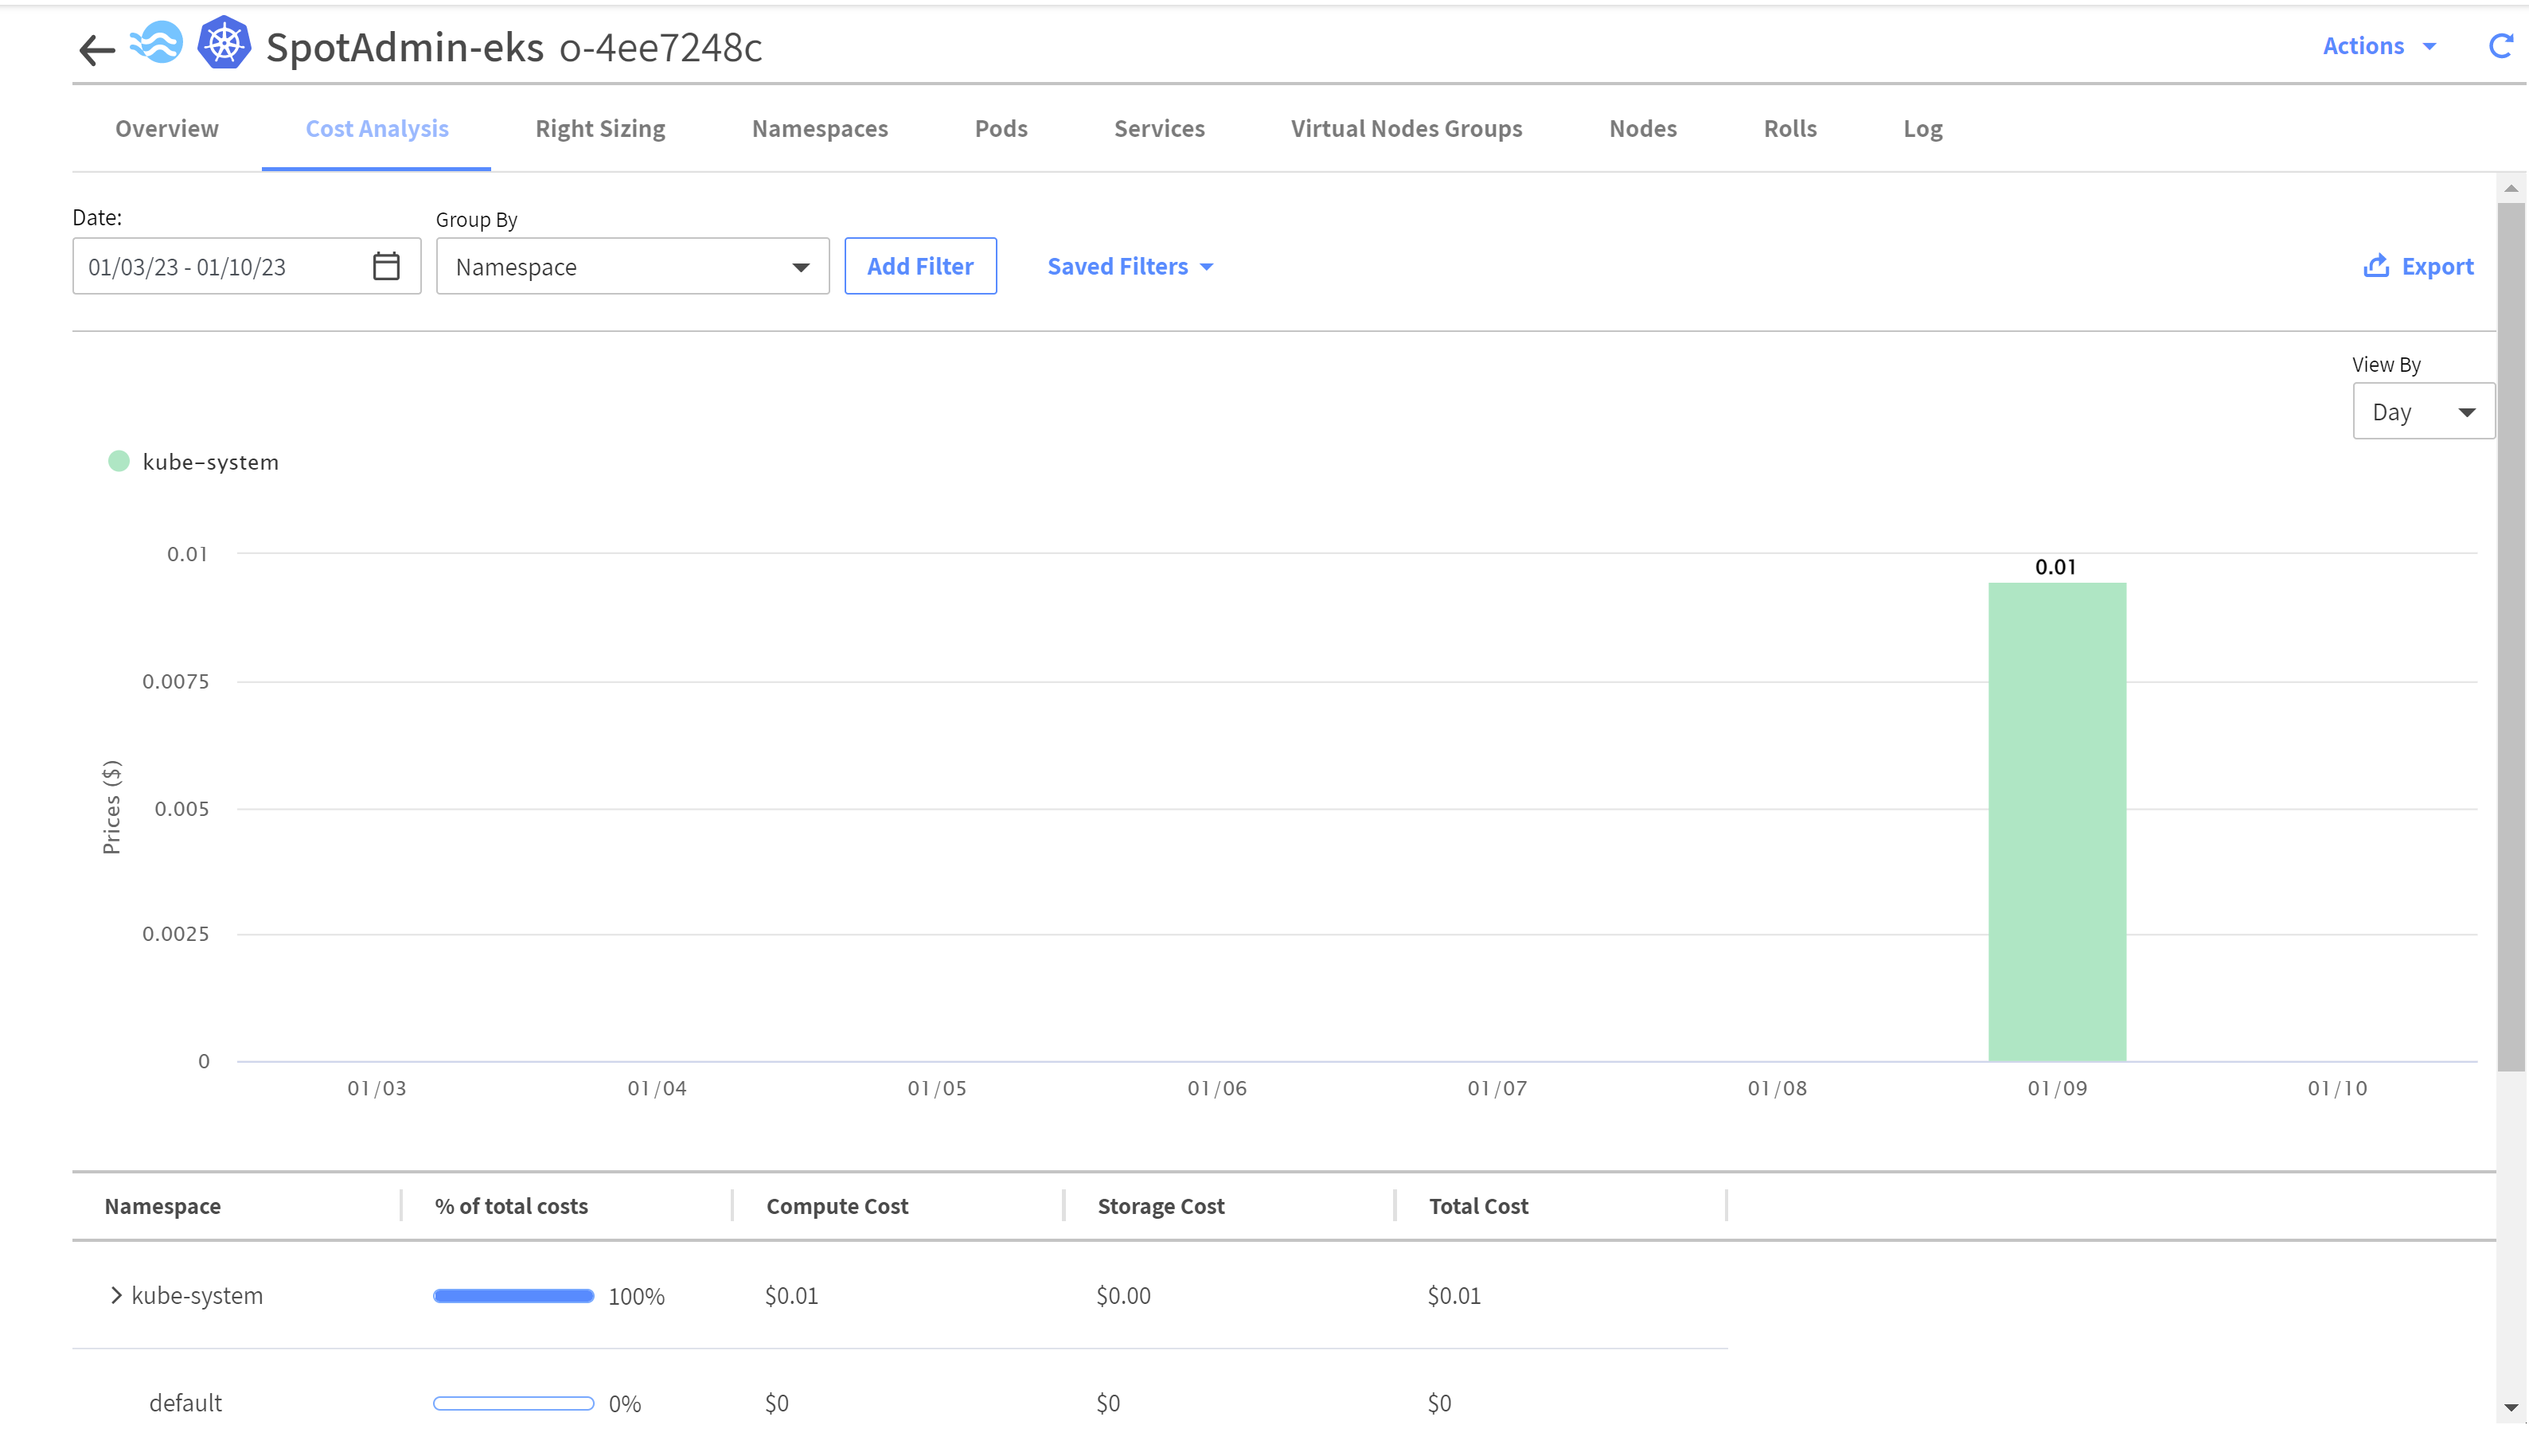 SpotAdmin-eks o-4ee7248c
Actions
Overview Cost Analysis Right Sizing Namespaces Pods Services Virtual Nodes Groups Nodes Rolls Log
Date:
Group By
01/03/23 - 01/10/23
Namespace
Add Filter
Saved Filters
Export
View By
Day
kube-system
Prices ($)
0.01
0.0075
0.005
0.0025
0
0.01
01/03 01/04 01/05 01/06 01/07 01/08 01/09 01/10
Namespace % of total costs Compute Cost Storage Cost Total Cost
kube-system 100% $0.01 $0.00 $0.01
default 0% $0 $0 $0